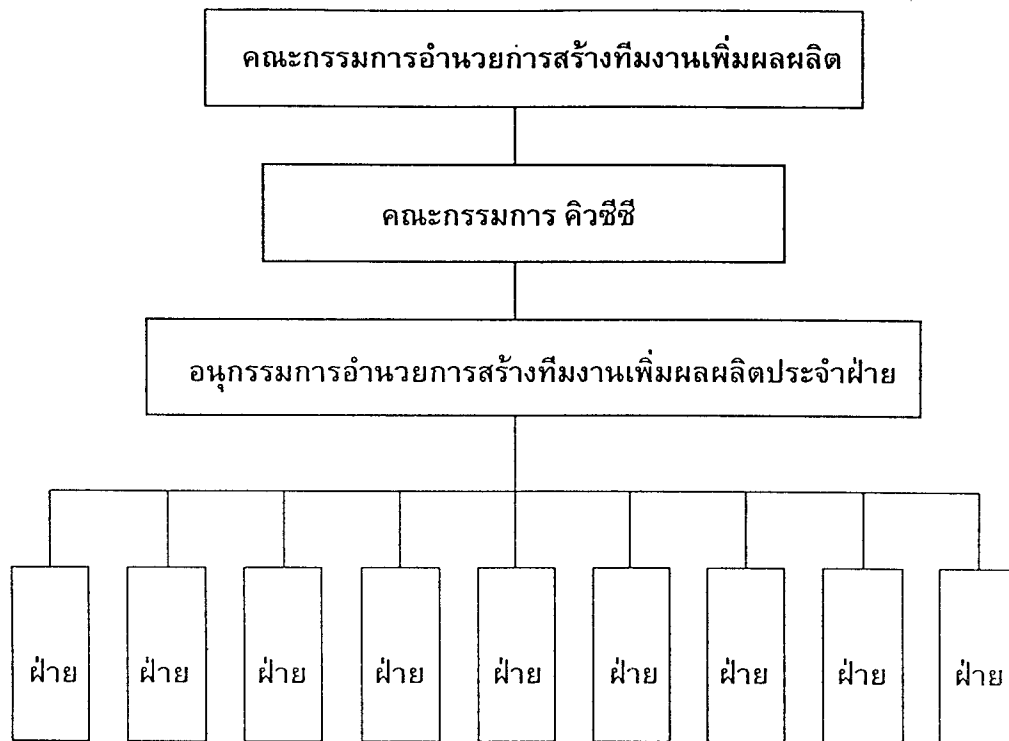 คณะกรรมการอำนวยการสร้างทีมงานเพิ่มผลผลิต
คณะกรรมการ คิวซีซี
อนุกรรมการอำนวยการสร้างทีมงานเพิ่มผลผลิตประจำฝ่าย
ฝ่าย ฝ่าย ฝ่าย ฝ่าย ฝ่าย ฝ่าย ฝ่าย ฝ่าย ฝ่าย